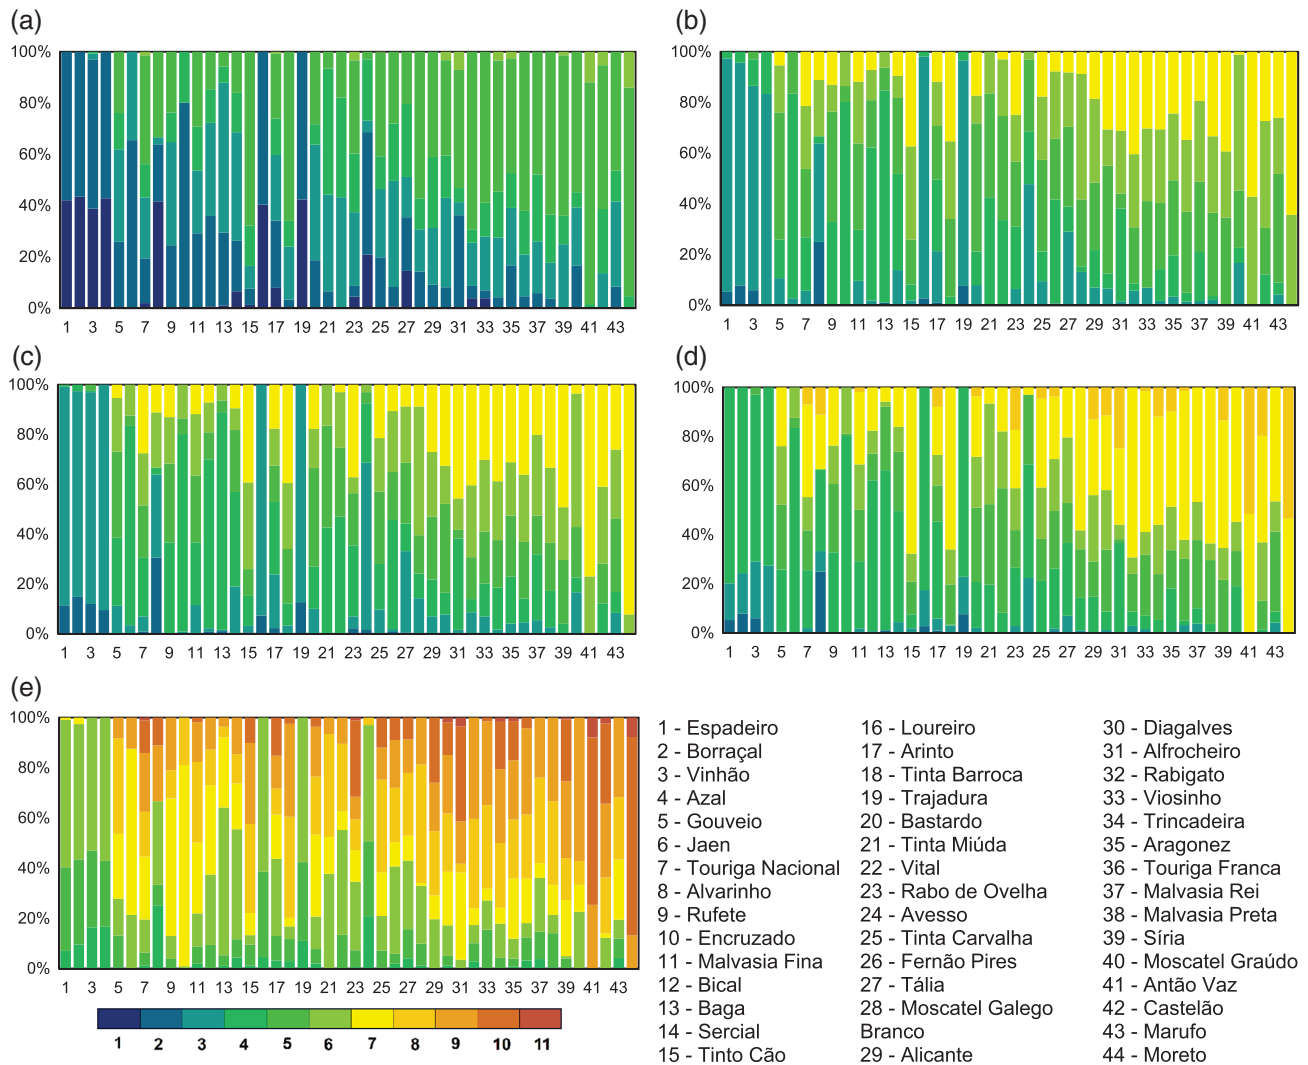 (a)
100%
80%
60%
40%
20%
0%
1 3 5 7 9 11 13 15 17 19 21 23 25 27 29 31 33 35 37 39 41 43
(b)
100%
80%
60%
40%
20%
0%
1 3 5 7 9 11 13 15 17 19 21 23 25 27 29 31 33 35 37 39 41 43
(c)
100%
80%
60%
40%
20%
0%
1 3 5 7 9 11 13 15 17 19 21 23 25 27 29 31 33 35 37 39 41 43
(d)
100%
80%
60%
40%
20%
0%
1 3 5 7 9 11 13 15 17 19 21 23 25 27 29 31 33 35 37 39 41 43
(e)
100%
80%
60%
40%
20%
0%
1 3 5 7 9 11 13 15 17 19 21 23 25 27 29 31 33 35 37 39 41 43
1 2 3 4 5 6 7 8 9 10 11
1 - Espadeiro
2 - Borraçal
3 - Vinhão
4 - Azal
5 - Gouveio
6 - Jaen
7 - Touriga Nacional
8 - Alvarinho
9 - Rufete
10 - Encruzado
11 - Malvasia Fina
12 - Bical
13 - Baga
14 - Sercial
15 - Tinto Cão
16 - Loureiro
17 - Arinto
18 - Tinta Barroca
19 - Trajadura
20 - Bastardo
21 - Tinta Miúda
22 - Vital
23 - Rabo de Ovelha
24 - Avesso
25 - Tinta Carvalha
26 - Fernão Pires
27 - Tália
28 - Moscatel Galego
Branco
29 - Alicante
30 - Diagalves
31 - Alfrocheiro
32 - Rabigato
33 - Viosinho
34 - Trincadeira
35 - Aragonez
36 - Touriga Franca
37 - Malvasia Rei
38 - Malvasia Preta
39 - Síria
40 - Moscatel Graúdo
41 - Antão Vaz
42 - Castelão
43 - Marufo
44 - Moreto